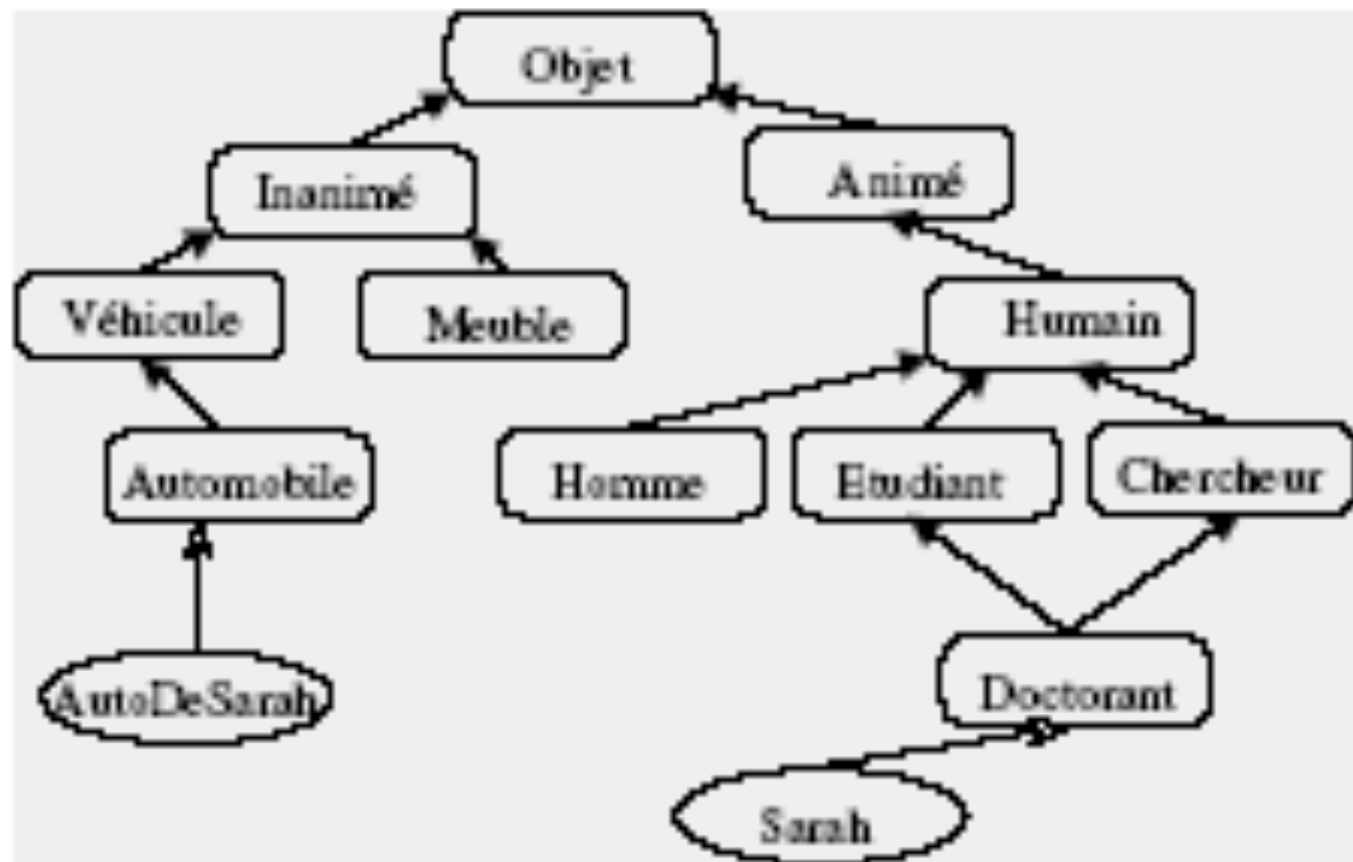 Objet
Inanimé
Animé
Véhicule
Meuble
Humain
Automobile
Homme
Etudiant
Chercheur
AutoDeSarah
Doctorant
Sarah